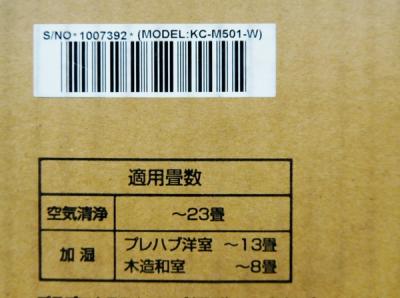 S/NO *1007392* (MODEL:KC-M501-W)
適用畳数
空気清浄 ～23畳
加湿 プレハブ洋室 ～13畳
木造和室 ～8畳